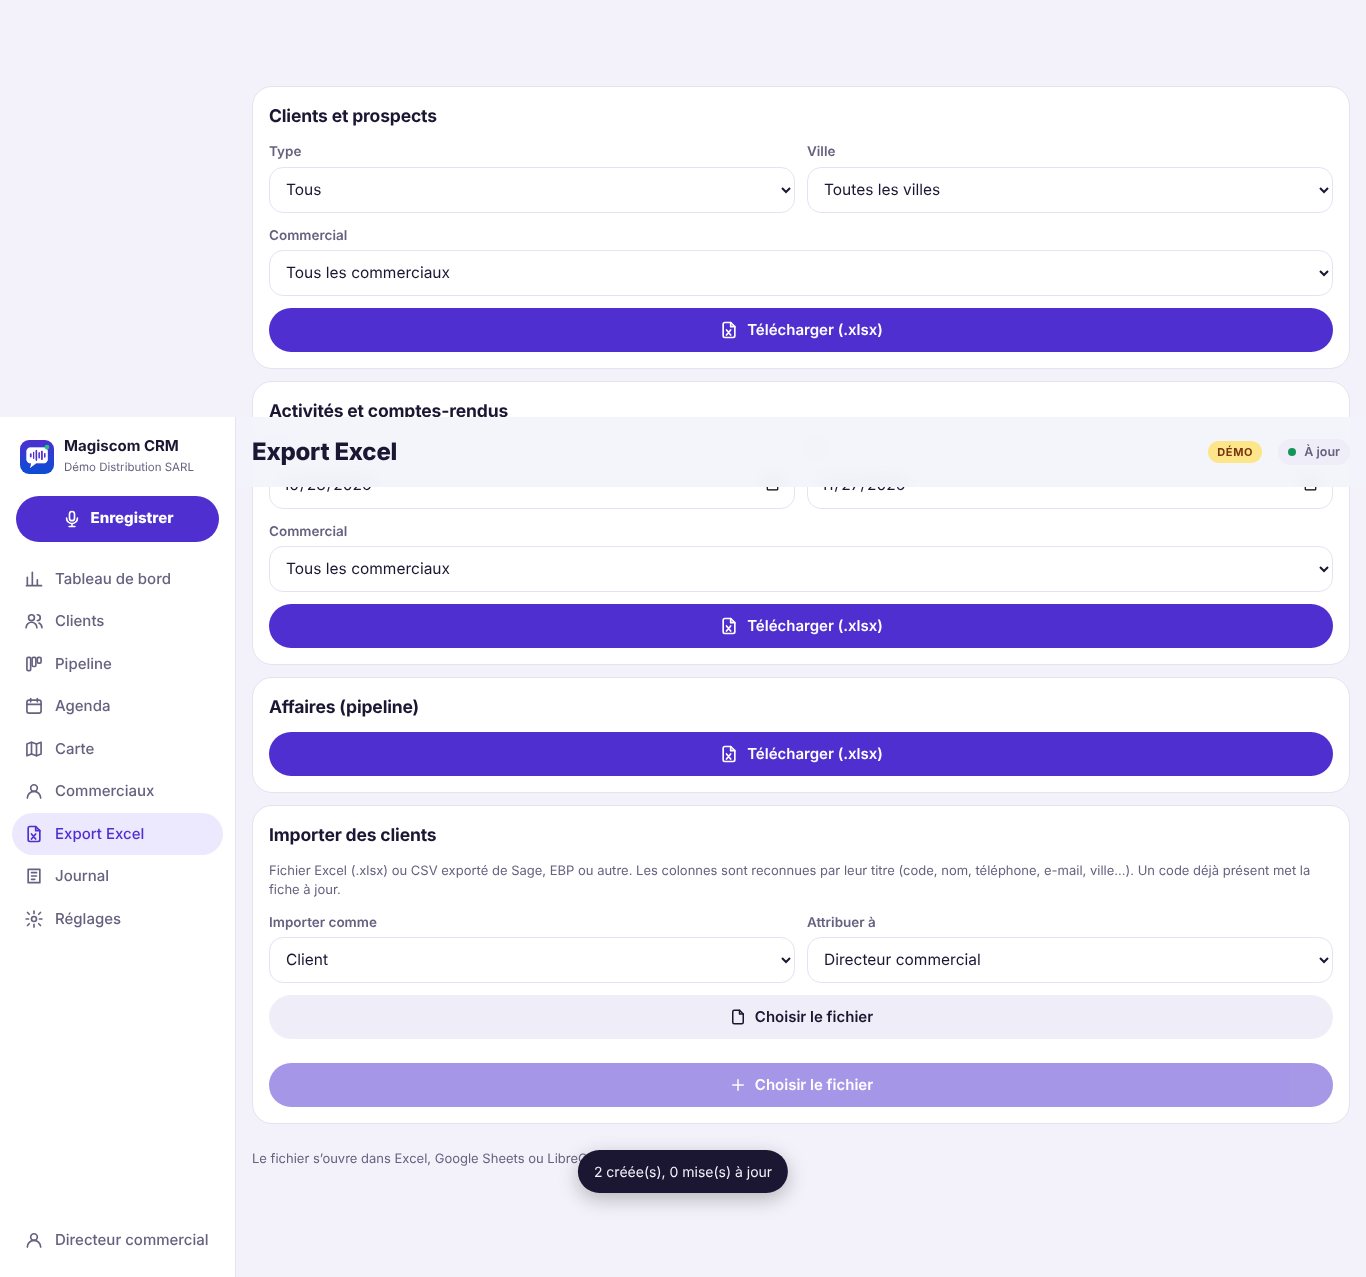 Clients et prospects
Type
Ville
Tous
Toutes les villes
Commercial
Tous les commerciaux
Télécharger (.xlsx)
Activités et comptes-rendus
Magiscom CRM
Démo Distribution SARL
Export Excel
DÉMO
À jour
Enregistrer
Commercial
Tous les commerciaux
Télécharger (.xlsx)
Tableau de bord
Clients
Pipeline
Agenda
Carte
Commerciaux
Export Excel
Journal
Réglages
Affaires (pipeline)
Télécharger (.xlsx)
Importer des clients
Fichier Excel (.xlsx) ou CSV exporté de Sage, EBP ou autre. Les colonnes sont reconnues par leur titre (code, nom, téléphone, e-mail, ville…). Un code déjà présent met la
fiche à jour.
Importer comme
Attribuer à
Client
Directeur commercial
Choisir le fichier
Choisir le fichier
Le fichier s’ouvre dans Excel, Google Sheets ou
2 créée(s), 0 mise(s) à jour
Directeur commercial